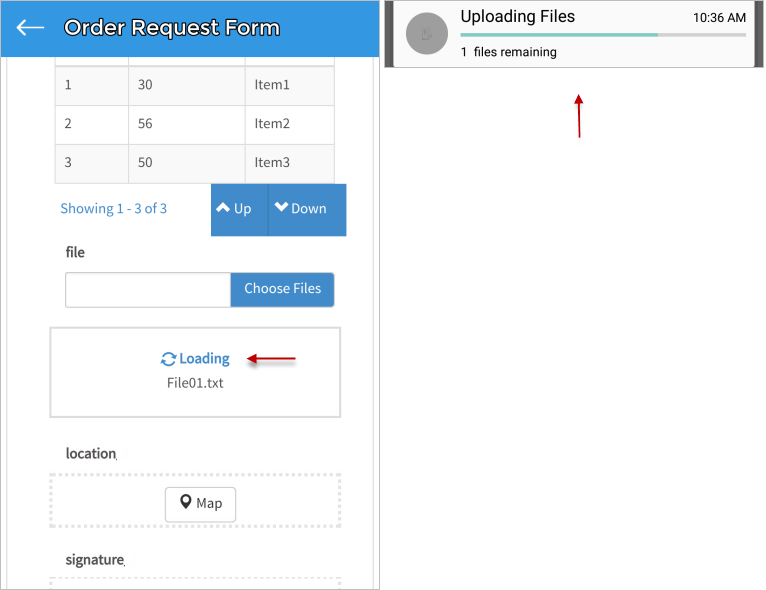 Order Request Form
1 30 Item1
2 56 Item2
3 50 Item3
Showing 1 - 3 of 3 Up Down
file
Choose Files
Loading
File01.txt
location
Map
signature
Uploading Files 10:36 AM
1 files remaining